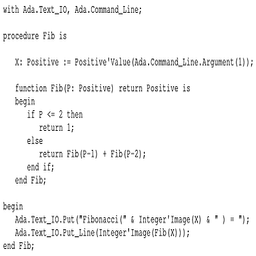 with Ada.Text_IO, Ada.Command_Line;

procedure Fib is

   X: Positive := Positive'Value(Ada.Command_Line.Argument(1));

   function Fib(P: Positive) return Positive is
   begin
      if P <= 2 then
         return 1;
      else
         return Fib(P-1) + Fib(P-2);
      end if;
   end Fib;

begin
   Ada.Text_IO.Put("Fibonacci(" & Integer'Image(X) & " ) = ");
   Ada.Text_IO.Put_Line(Integer'Image(Fib(X)));
end Fib;